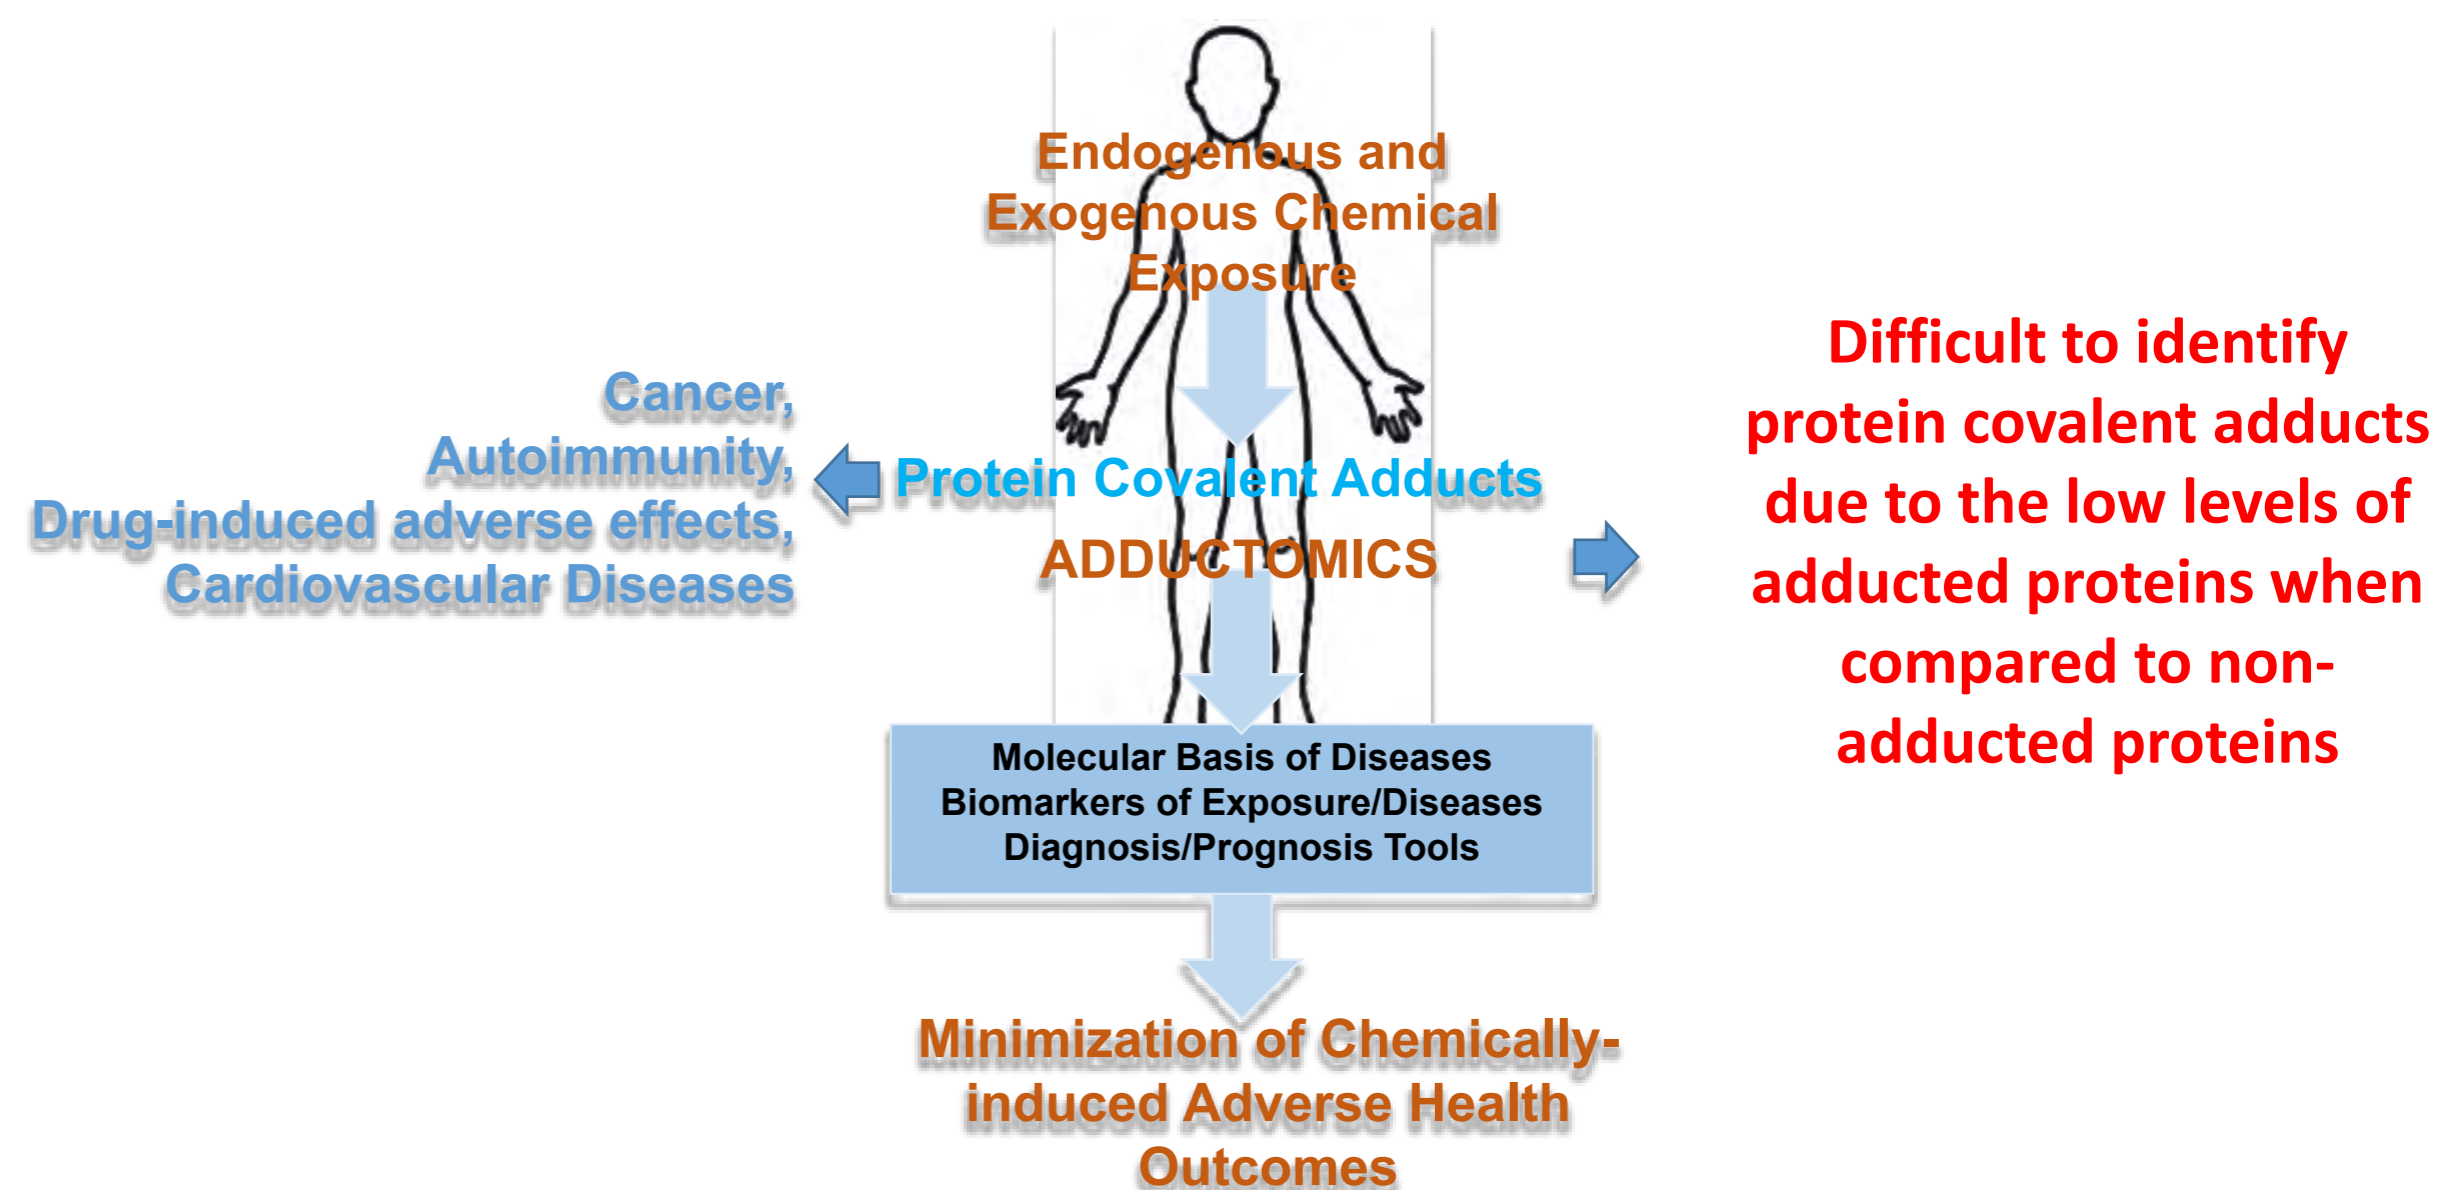 Endogenous and
Exogenous Chemical
Exposure
Cancer,
Autoimmunity,
Drug-induced adverse effects,
Cardiovascular Diseases
Protein Covalent Adducts
ADDUCTOMICS
Difficult to identify
protein covalent adducts
due to the low levels of
adducted proteins when
compared to non-
adducted proteins
Molecular Basis of Diseases
Biomarkers of Exposure/Diseases
Diagnosis/Prognosis Tools
Minimization of Chemically-
induced Adverse Health
Outcomes